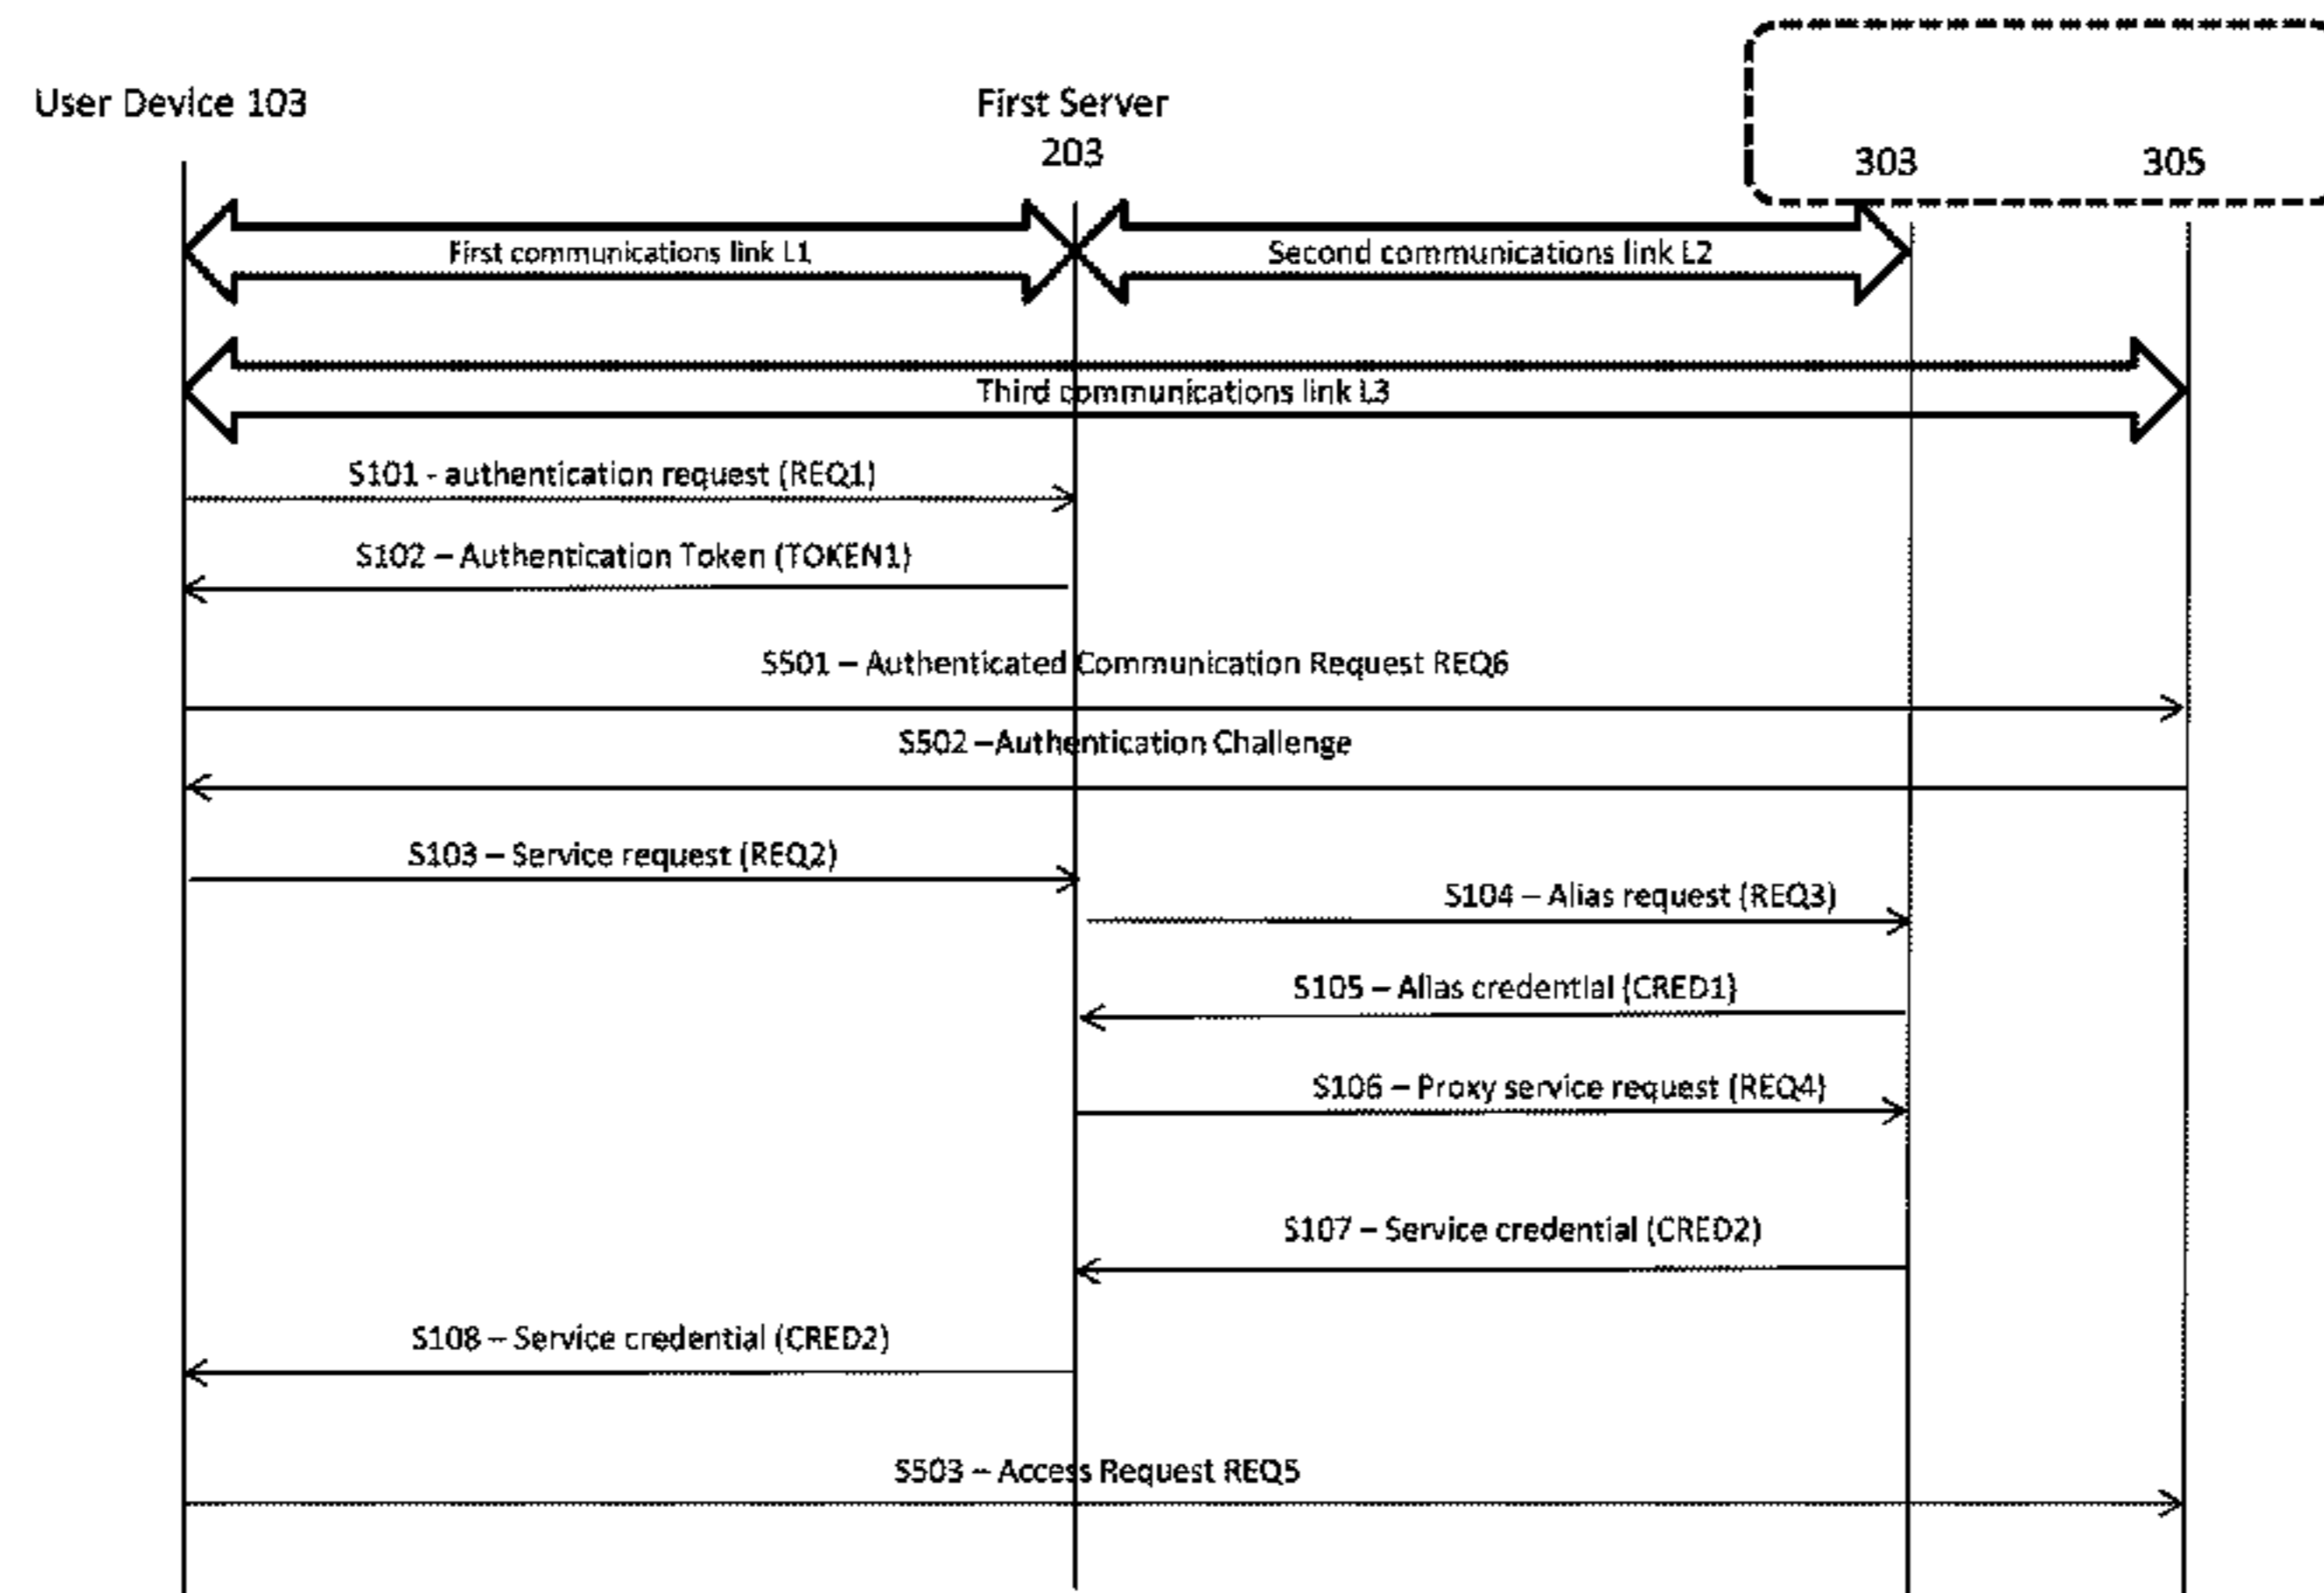 User Device 103
First Server
203
303
305
First communications link L1
Second communications link L2
Third communications link L3
S101 - authentication request (REQ1)
S102 – Authentication Token (TOKEN1)
S501 – Authenticated Communication Request REQ6
S502 –Authentication Challenge
S103 – Service request (REQ2)
S104 – Alias request (REQ3)
S105 – Alias credential (CRED1)
S106 – Proxy service request (REQ4)
S107 – Service credential (CRED2)
S108 – Service credential (CRED2)
S503 – Access Request REQ5